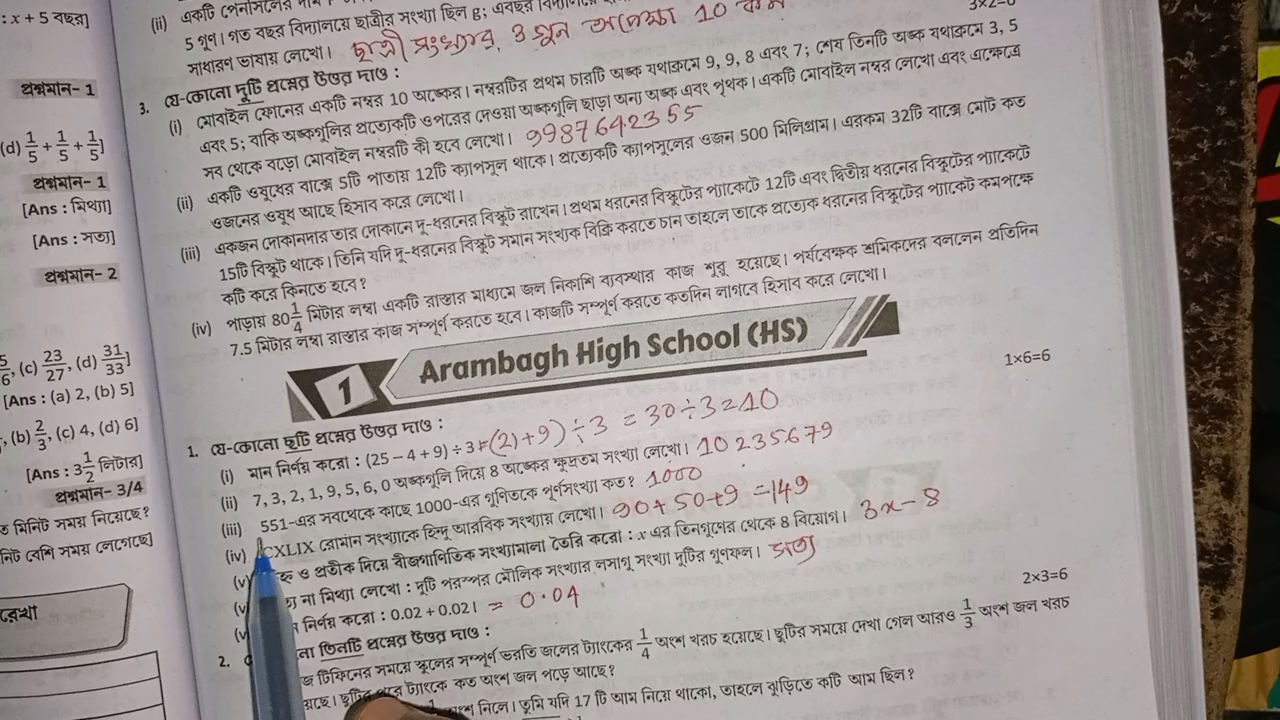 : x + 5 বছর]
প্রশ্নমান- 1
(d) 1/5 + 1/5 + 1/5]
প্রশ্নমান- 1
[Ans : মিথ্যা]
[Ans : সত্য]
প্রশ্নমান- 2
(c) 23/27, (d) 31/33]
[Ans : (a) 2, (b) 5]
(b) 2/3, (c) 4, (d) 6]
[Ans : 3 1/2 লিটার]
প্রশ্নমান- 3/4
মিনিট সময় নিয়েছে?
নিট বেশি সময় লেগেছে]
(ii) একটি পেনসিলের
5 গুণ। গত বছর বিদ্যালয়ে ছাত্রীর সংখ্যা ছিল g; এবছর
সাধারণ ভাষায় লেখো। ছাত্রী সংখ্যার 3 গুন অপেক্ষা 10 কম
3. যে-কোনো দুটি প্রশ্নের উত্তর দাও :
3×2=6
(i) মোবাইল ফোনের একটি নম্বর 10 অঙ্কের। নম্বরটির প্রথম চারটি অঙ্ক যথাক্রমে 9, 9, 8 এবং 7; শেষ তিনটি অঙ্ক যথাক্রমে 3, 5
এবং 5; বাকি অঙ্কগুলির প্রত্যেকটি ওপরের দেওয়া অঙ্কগুলি ছাড়া অন্য অঙ্ক এবং পৃথক। একটি মোবাইল নম্বর লেখো এবং এক্ষেত্রে
সব থেকে বড়ো মোবাইল নম্বরটি কী হবে লেখো। 9987642355
(ii) একটি ওষুধের বাক্সে 5টি পাতায় 12টি ক্যাপসুল থাকে। প্রত্যেকটি ক্যাপসুলের ওজন 500 মিলিগ্রাম। এরকম 32টি বাক্সে মোট কত
ওজনের ওষুধ আছে হিসাব করে লেখো।
(iii) একজন দোকানদার তার দোকানে দু-ধরনের বিস্কুট রাখেন। প্রথম ধরনের বিস্কুটের প্যাকেটে 12টি এবং দ্বিতীয় ধরনের বিস্কুটের প্যাকেটে
15টি বিস্কুট থাকে। তিনি যদি দু-ধরনের বিস্কুট সমান সংখ্যক বিক্রি করতে চান তাহলে তাকে প্রত্যেক ধরনের বিস্কুটের প্যাকেট কমপক্ষে
কটি করে কিনতে হবে?
(iv) পাড়ায় 80 1/4 মিটার লম্বা একটি রাস্তার মাধ্যমে জল নিকাশি ব্যবস্থার কাজ শুরু হয়েছে। পর্যবেক্ষক শ্রমিকদের বললেন প্রতিদিন
7.5 মিটার লম্বা রাস্তার কাজ সম্পূর্ণ করতে হবে। কাজটি সম্পূর্ণ করতে কতদিন লাগবে হিসাব করে লেখো।
1 Arambagh High School (HS)
1. যে-কোনো ছটি প্রশ্নের উত্তর দাও :
1×6=6
(i) মান নির্ণয় করো : (25 – 4 + 9) ÷ 3 = (21+9) ÷ 3 = 30÷3=10
(ii) 7, 3, 2, 1, 9, 5, 6, 0 অঙ্কগুলি দিয়ে 8 অঙ্কের ক্ষুদ্রতম সংখ্যা লেখো। 10235679
(iii) 551-এর সবথেকে কাছে 1000-এর গুণিতকে পূর্ণসংখ্যা কত? 1000
(iv) CXLIX রোমান সংখ্যাকে হিন্দু আরবিক সংখ্যায় লেখো। 90+50+9=149
(v) ও প্রতীক দিয়ে বীজগাণিতিক সংখ্যামালা তৈরি করো : x এর তিনগুণের থেকে 8 বিয়োগ। 3x–8
না মিথ্যা লেখো : দুটি পরস্পর মৌলিক সংখ্যার লসাগু সংখ্যা দুটির গুণফল। সত্য
নির্ণয় করো : 0.02 + 0.021 = 0.04
2. তিনটি প্রশ্নের উত্তর দাও :
2×3=6
টিফিনের সময়ে স্কুলের সম্পূর্ণ ভরতি জলের ট্যাংকের 1/4 অংশ খরচ হয়েছে। ছুটির সময়ে দেখা গেল আরও 1/3 অংশ জল খরচ
ট্যাংকে কত অংশ জল পড়ে আছে?
নিলে। তুমি যদি 17 টি আম নিয়ে থাকো, তাহলে ঝুড়িতে কটি আম ছিল?